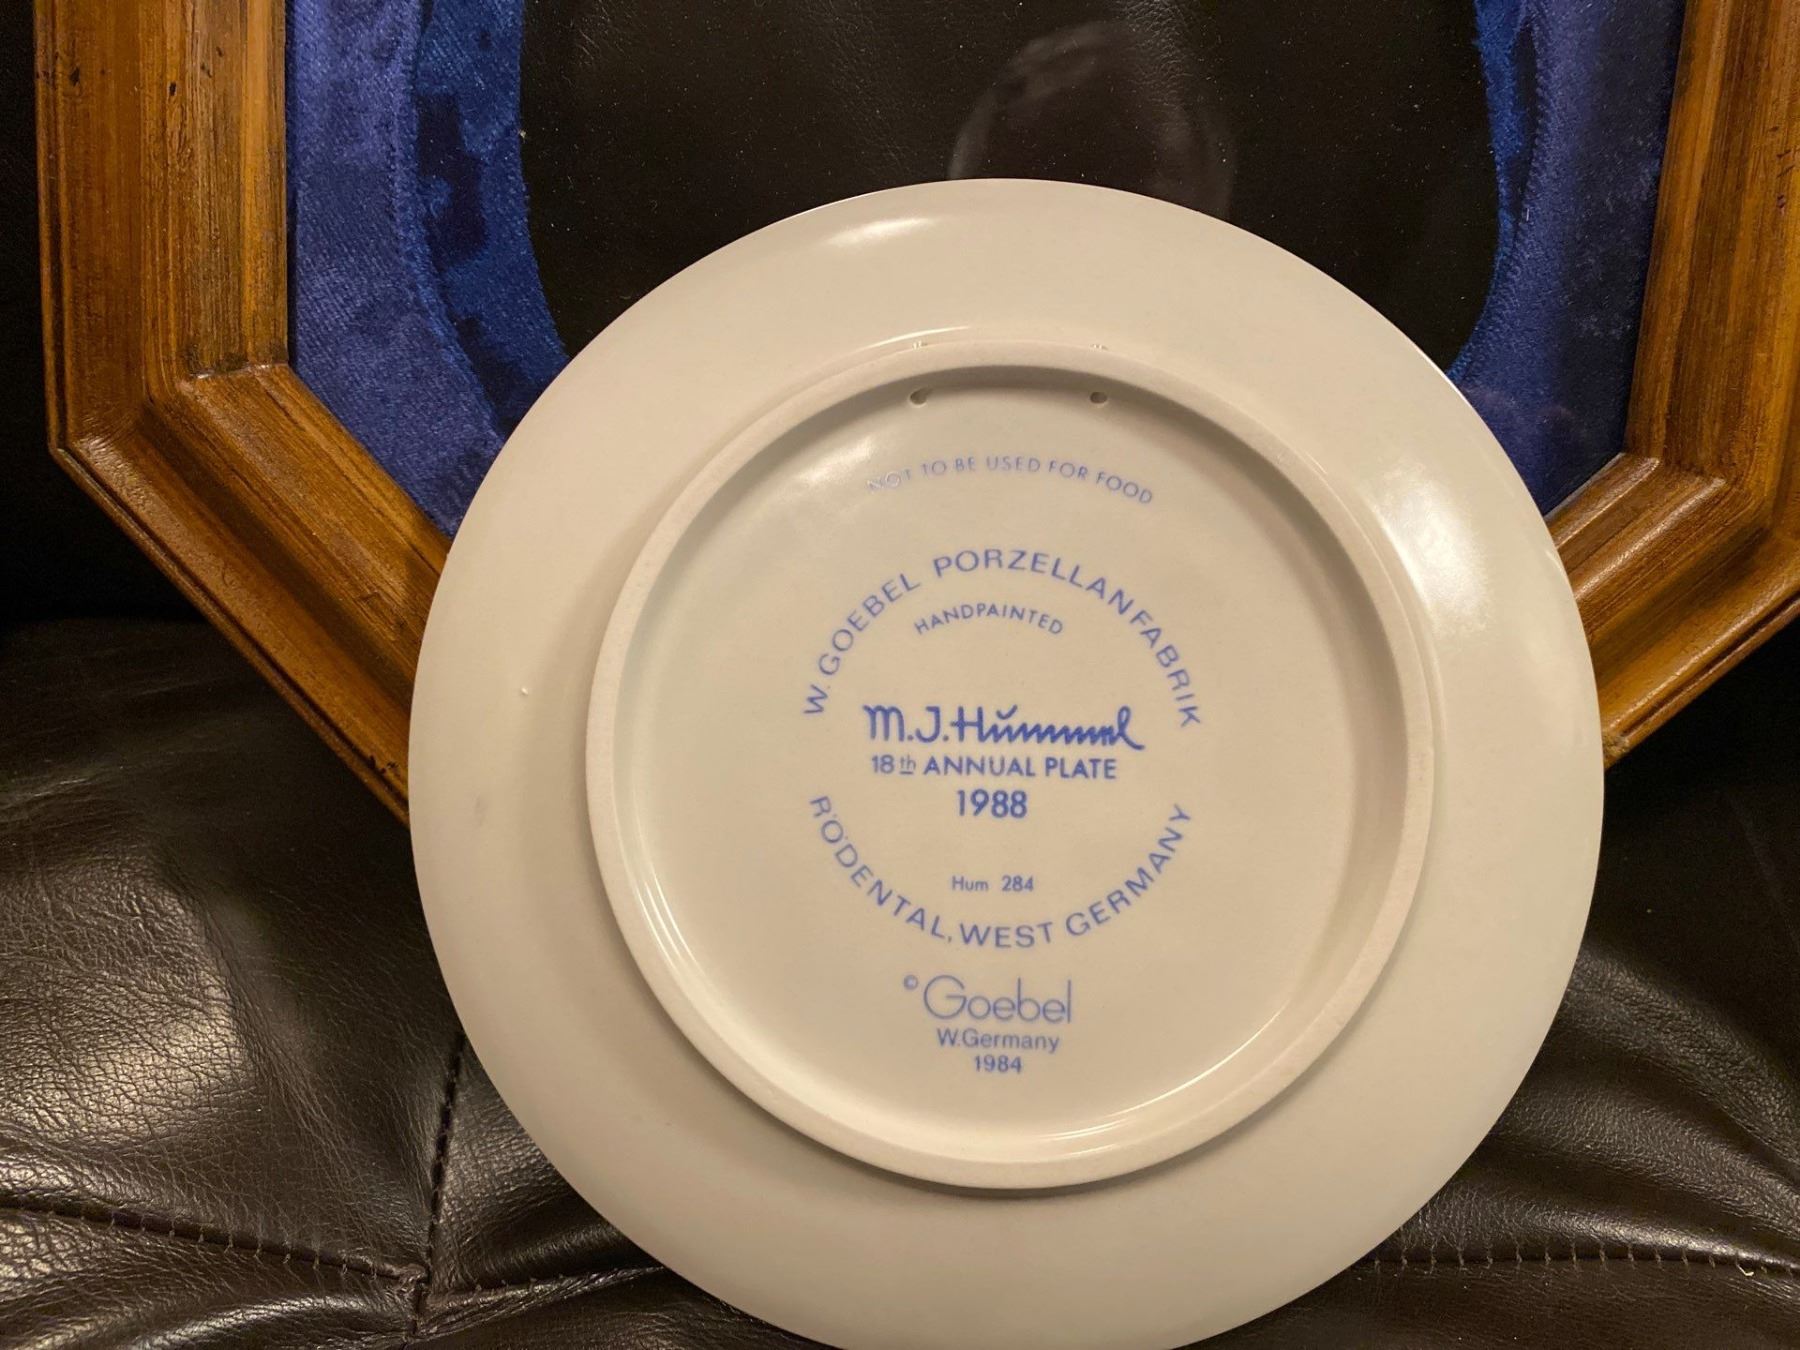 NOT TO BE USED FOR FOOD
W. GOEBEL PORZELLANFABRIK
HANDPAINTED
M.J.Hummel
18th ANNUAL PLATE
1988
Hum 284
RÖDENTAL, WEST GERMANY
© Goebel
W.Germany
1984